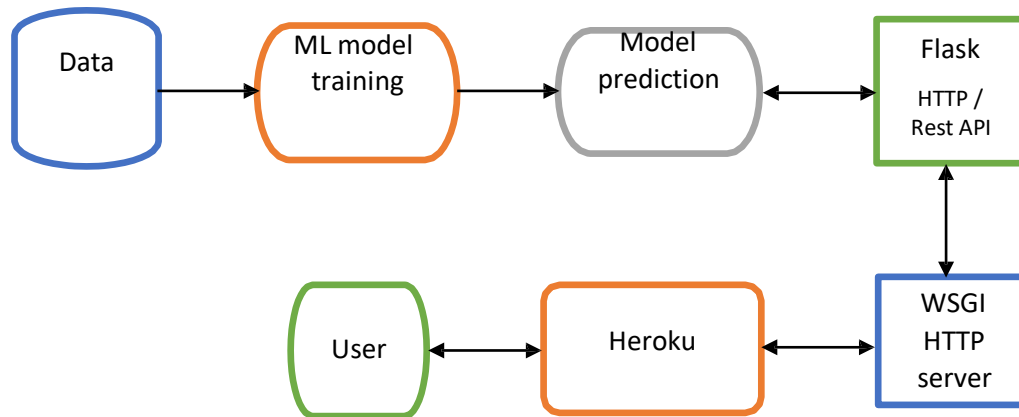 Data
ML model
training
Model
prediction
Flask
HTTP /
Rest API
User
Heroku
WSGI
HTTP
server